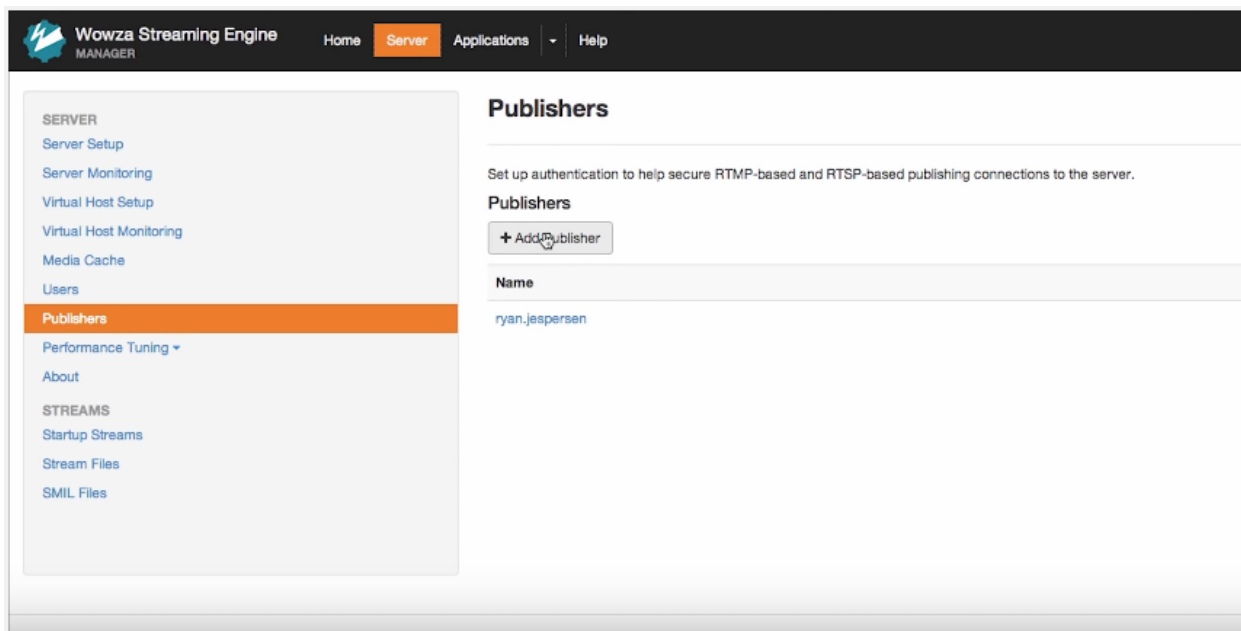 Wowza Streaming Engine
MANAGER
Home Server Applications Help
SERVER
Server Setup
Server Monitoring
Virtual Host Setup
Virtual Host Monitoring
Media Cache
Users
Publishers
Performance Tuning
About
STREAMS
Startup Streams
Stream Files
SMIL Files
Publishers
Set up authentication to help secure RTMP-based and RTSP-based publishing connections to the server.
Publishers
+ Add Publisher
Name
ryan.jespersen